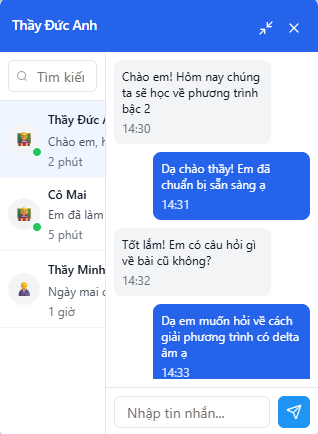 Thầy Đức Anh
Tìm kiếm
Thầy Đức
Chào em,
2 phút
Cô Mai
Em đã làm
5 phút
Thầy Minh
Ngày mai
1 giờ
Chào em! Hôm nay chúng
ta sẽ học về phương trình
bậc 2
14:30
Dạ chào thầy! Em đã
chuẩn bị sẵn sàng ạ
14:31
Tốt lắm! Em có câu hỏi gì
về bài cũ không?
14:32
Dạ em muốn hỏi về cách
giải phương trình có delta
âm ạ
14:33
Nhập tin nhắn...